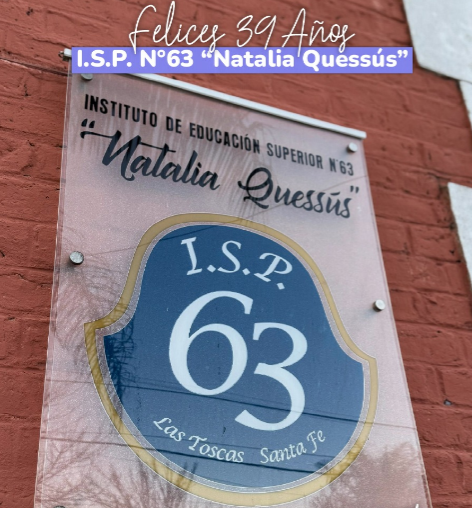 Felices 39 Años
I.S.P. N°63 “Natalia Quessús”
INSTITUTO DE EDUCACIÓN SUPERIOR N°63
“Natalia Quessús”
I.S.P.
63
Las Toscas Santa Fe